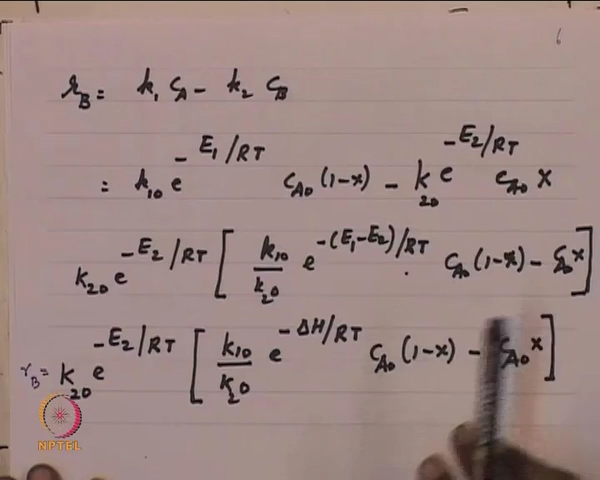 6
r_B = k_1 C_A - k_2 C_B
= k_10 e^{-E_1/RT} C_A0 (1-x) - k_20 e^{-E_2/RT} C_A0 x
k_20 e^{-E_2/RT} [ k_10/k_20 e^{-(E_1-E_2)/RT} . C_A0 (1-x) - C_A0 x ]
r_B = k_20 e^{-E_2/RT} [ k_10/k_20 e^{-ΔH/RT} C_A0 (1-x) - C_A0 x ]
NPTEL